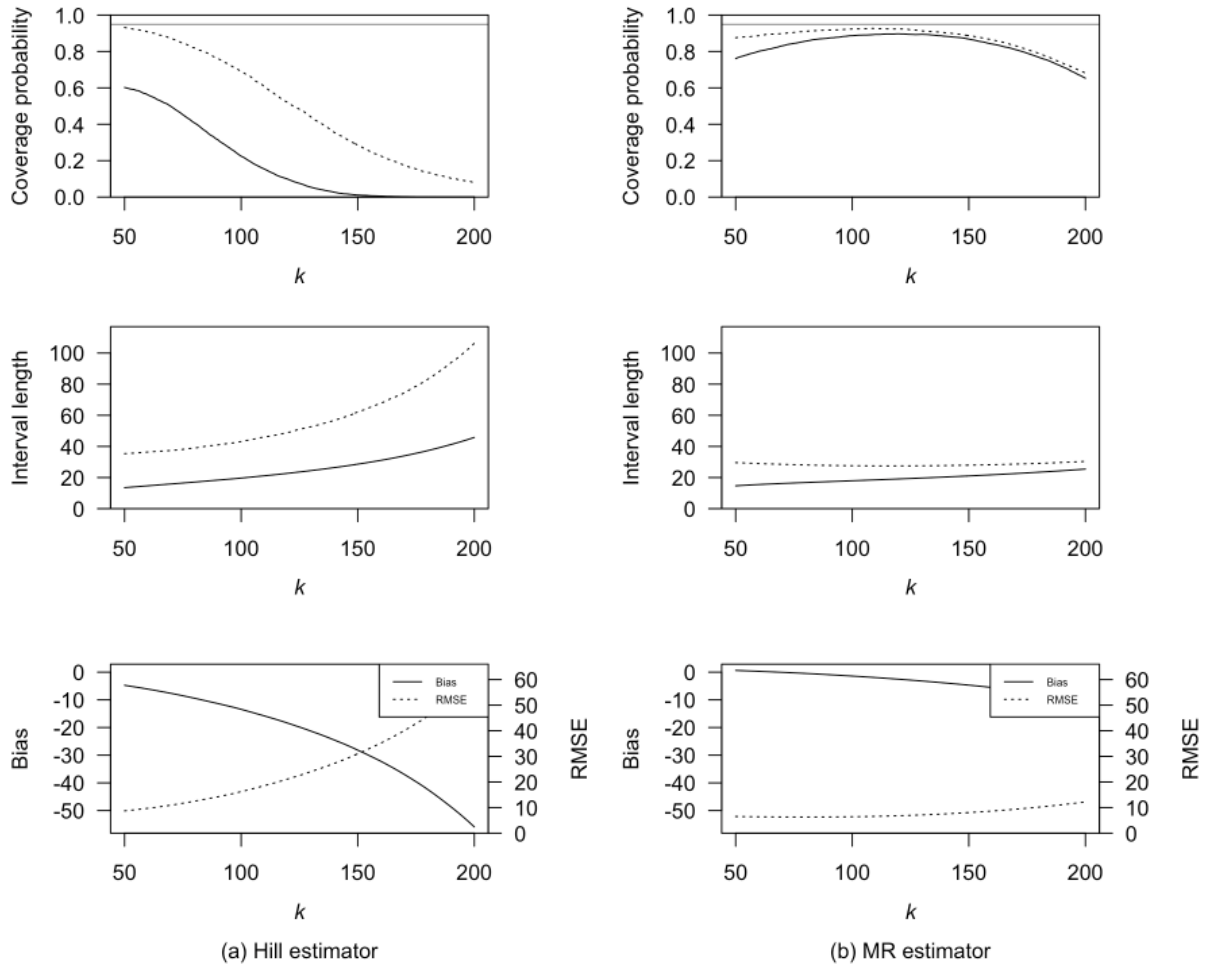 Coverage probability
1.0
0.8
0.6
0.4
0.2
0.0
50 100 150 200
k
Coverage probability
1.0
0.8
0.6
0.4
0.2
0.0
50 100 150 200
k
Interval length
100
80
60
40
20
0
50 100 150 200
k
Interval length
100
80
60
40
20
0
50 100 150 200
k
Bias
0
-10
-20
-30
-40
-50
Bias
RMSE
60
50
40
30
20
10
0
RMSE
50 100 150 200
k
(a) Hill estimator
Bias
0
-10
-20
-30
-40
-50
Bias
RMSE
60
50
40
30
20
10
0
RMSE
50 100 150 200
k
(b) MR estimator